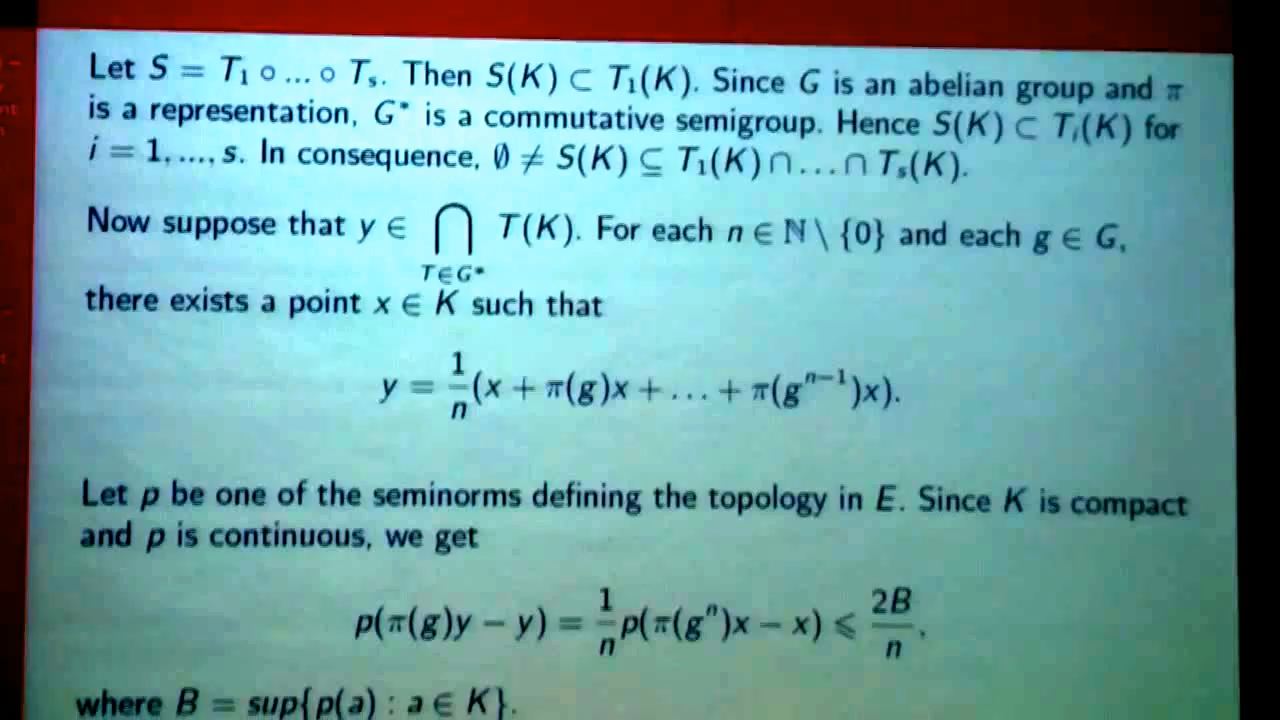 Let S = T₁ ∘ ... ∘ Tₛ. Then S(K) ⊂ T₁(K). Since G is an abelian group and π
is a representation, G* is a commutative semigroup. Hence S(K) ⊂ Tᵢ(K) for
i = 1, ..., s. In consequence, ∅ ≠ S(K) ⊆ T₁(K) ∩ ... ∩ Tₛ(K).
Now suppose that y ∈ ⋂ T(K). For each n ∈ ℕ \ {0} and each g ∈ G,
T∈G*
there exists a point x ∈ K such that
y = 1/n (x + π(g)x + ... + π(gⁿ⁻¹)x).
Let p be one of the seminorms defining the topology in E. Since K is compact
and p is continuous, we get
p(π(g)y − y) = 1/n p(π(gⁿ)x − x) ⩽ 2B/n,
where B = sup{p(a) : a ∈ K}.